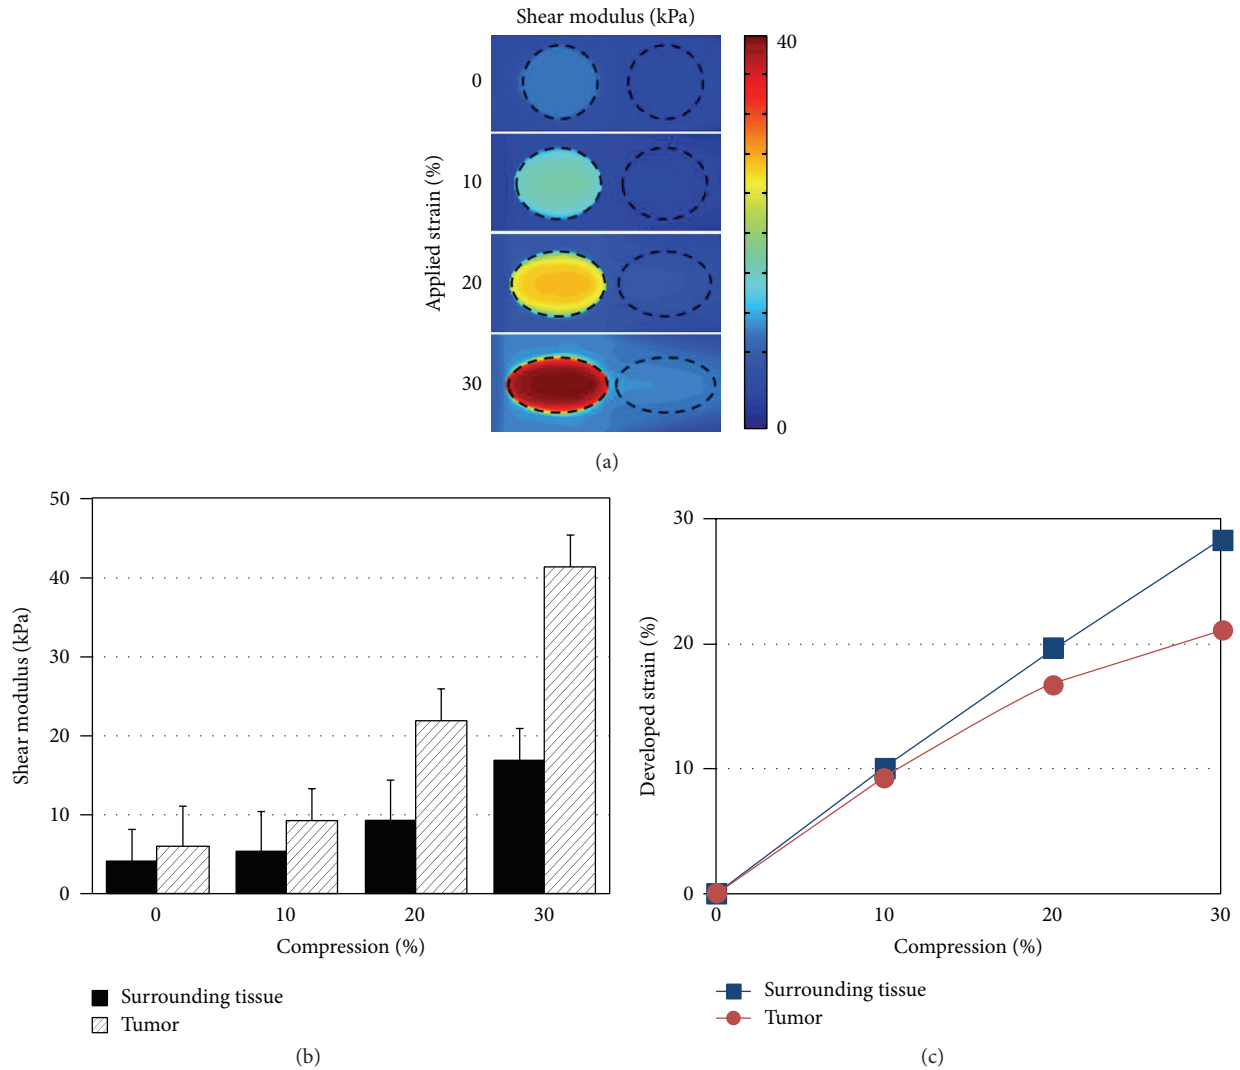 Shear modulus (kPa)
40
0
10
20
30
Applied strain (%)
0
(a)
50
40
30
20
10
0
Shear modulus (kPa)
0 10 20 30
Compression (%)
Surrounding tissue
Tumor
(b)
30
20
10
0
Developed strain (%)
0 10 20 30
Compression (%)
Surrounding tissue
Tumor
(c)